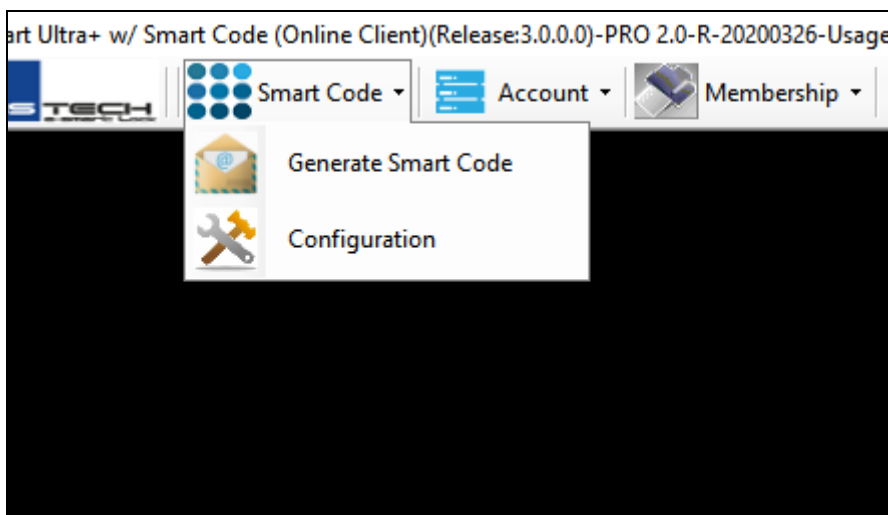 art Ultra+ w/ Smart Code (Online Client)(Release:3.0.0.0)-PRO 2.0-R-20200326-Usage
S TECH
Smart Code
Account
Membership
@
Generate Smart Code
Configuration